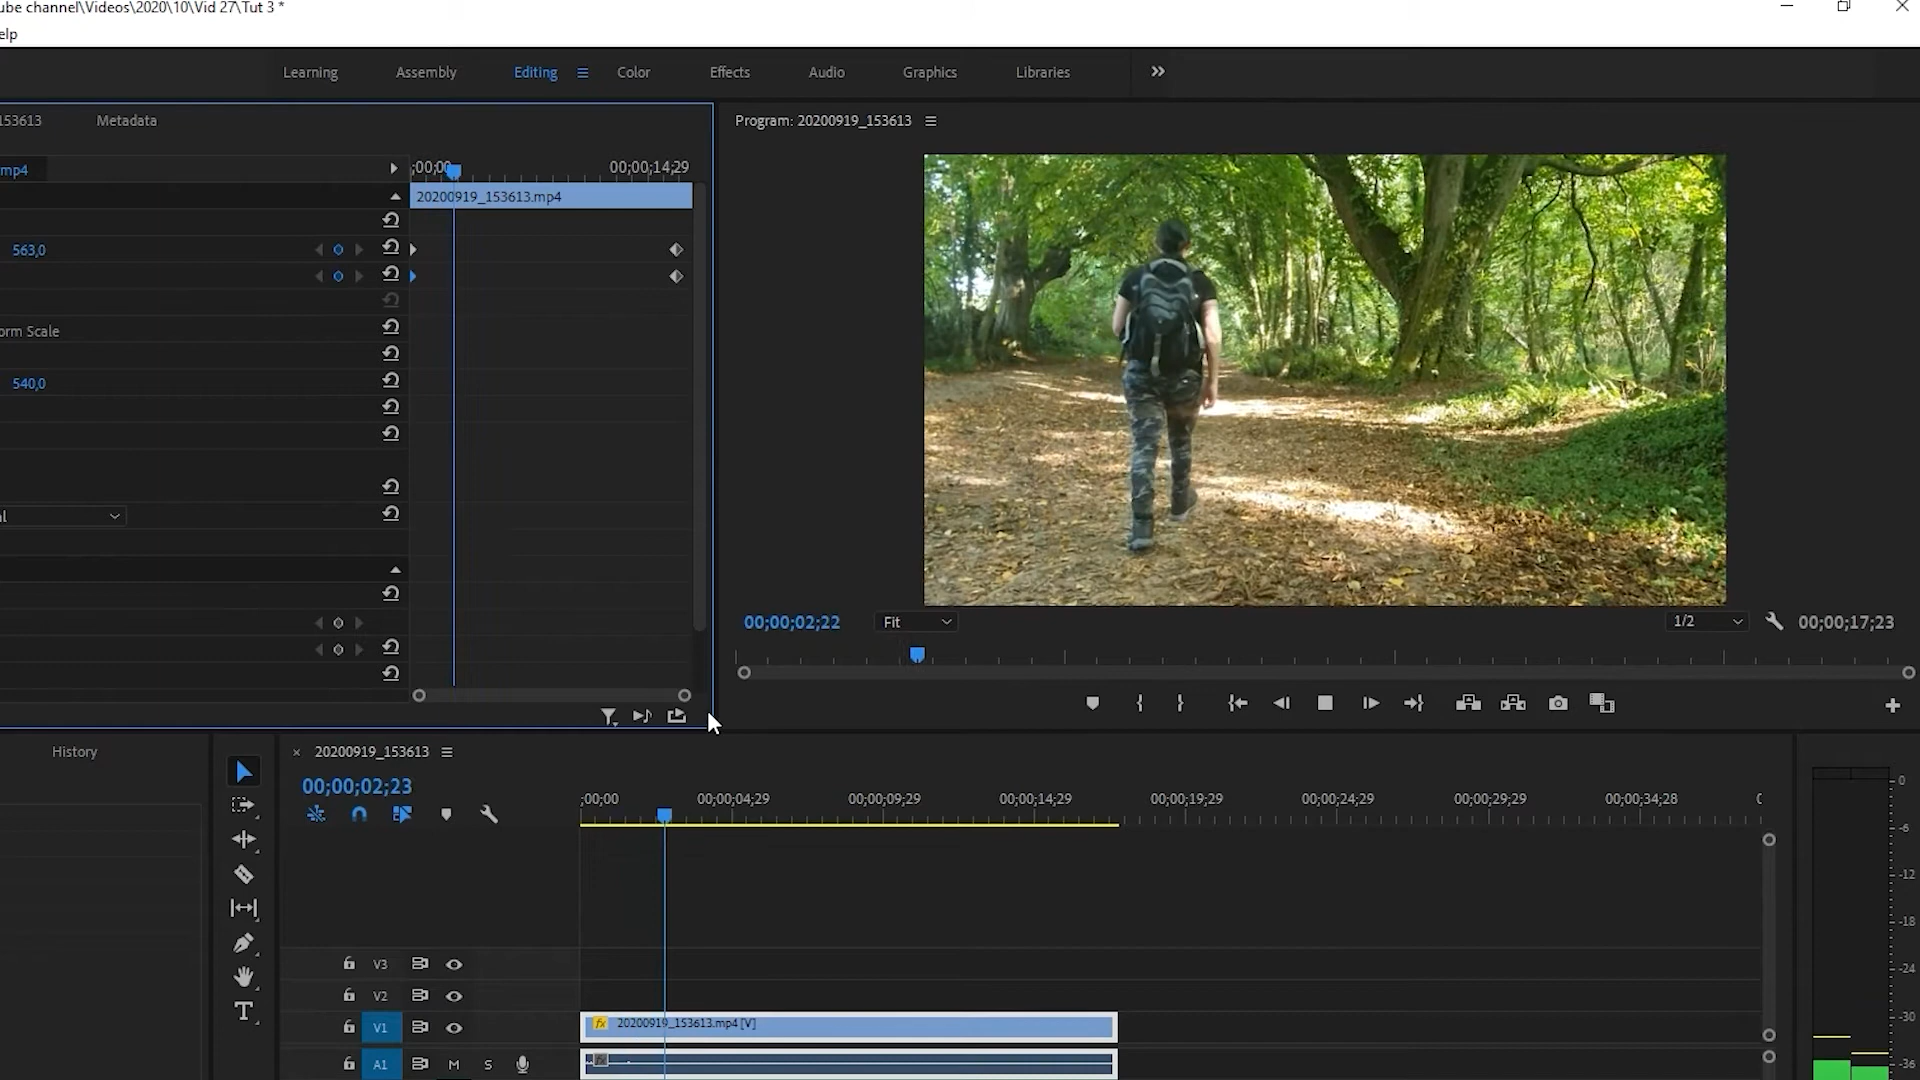 ube channel\Videos\2020\10\Vid 27\Tut 3 *
elp
Learning Assembly Editing Color Effects Audio Graphics Libraries
153613 Metadata
Program: 20200919_153613
mp4 ;00;00 00;00;14;29
20200919_153613.mp4
563,0
orm Scale
540,0
l
00;00;02;22 Fit 1/2 00;00;17;23
History
× 20200919_153613
00;00;02;23
;00;00 00;00;04;29 00;00;09;29 00;00;14;29 00;00;19;29 00;00;24;29 00;00;29;29 00;00;34;28 0
0
-6
-12
-18
-24
-30
-36
V3
V2
V1 fx 20200919_153613.mp4 [V]
A1 M S fx
T